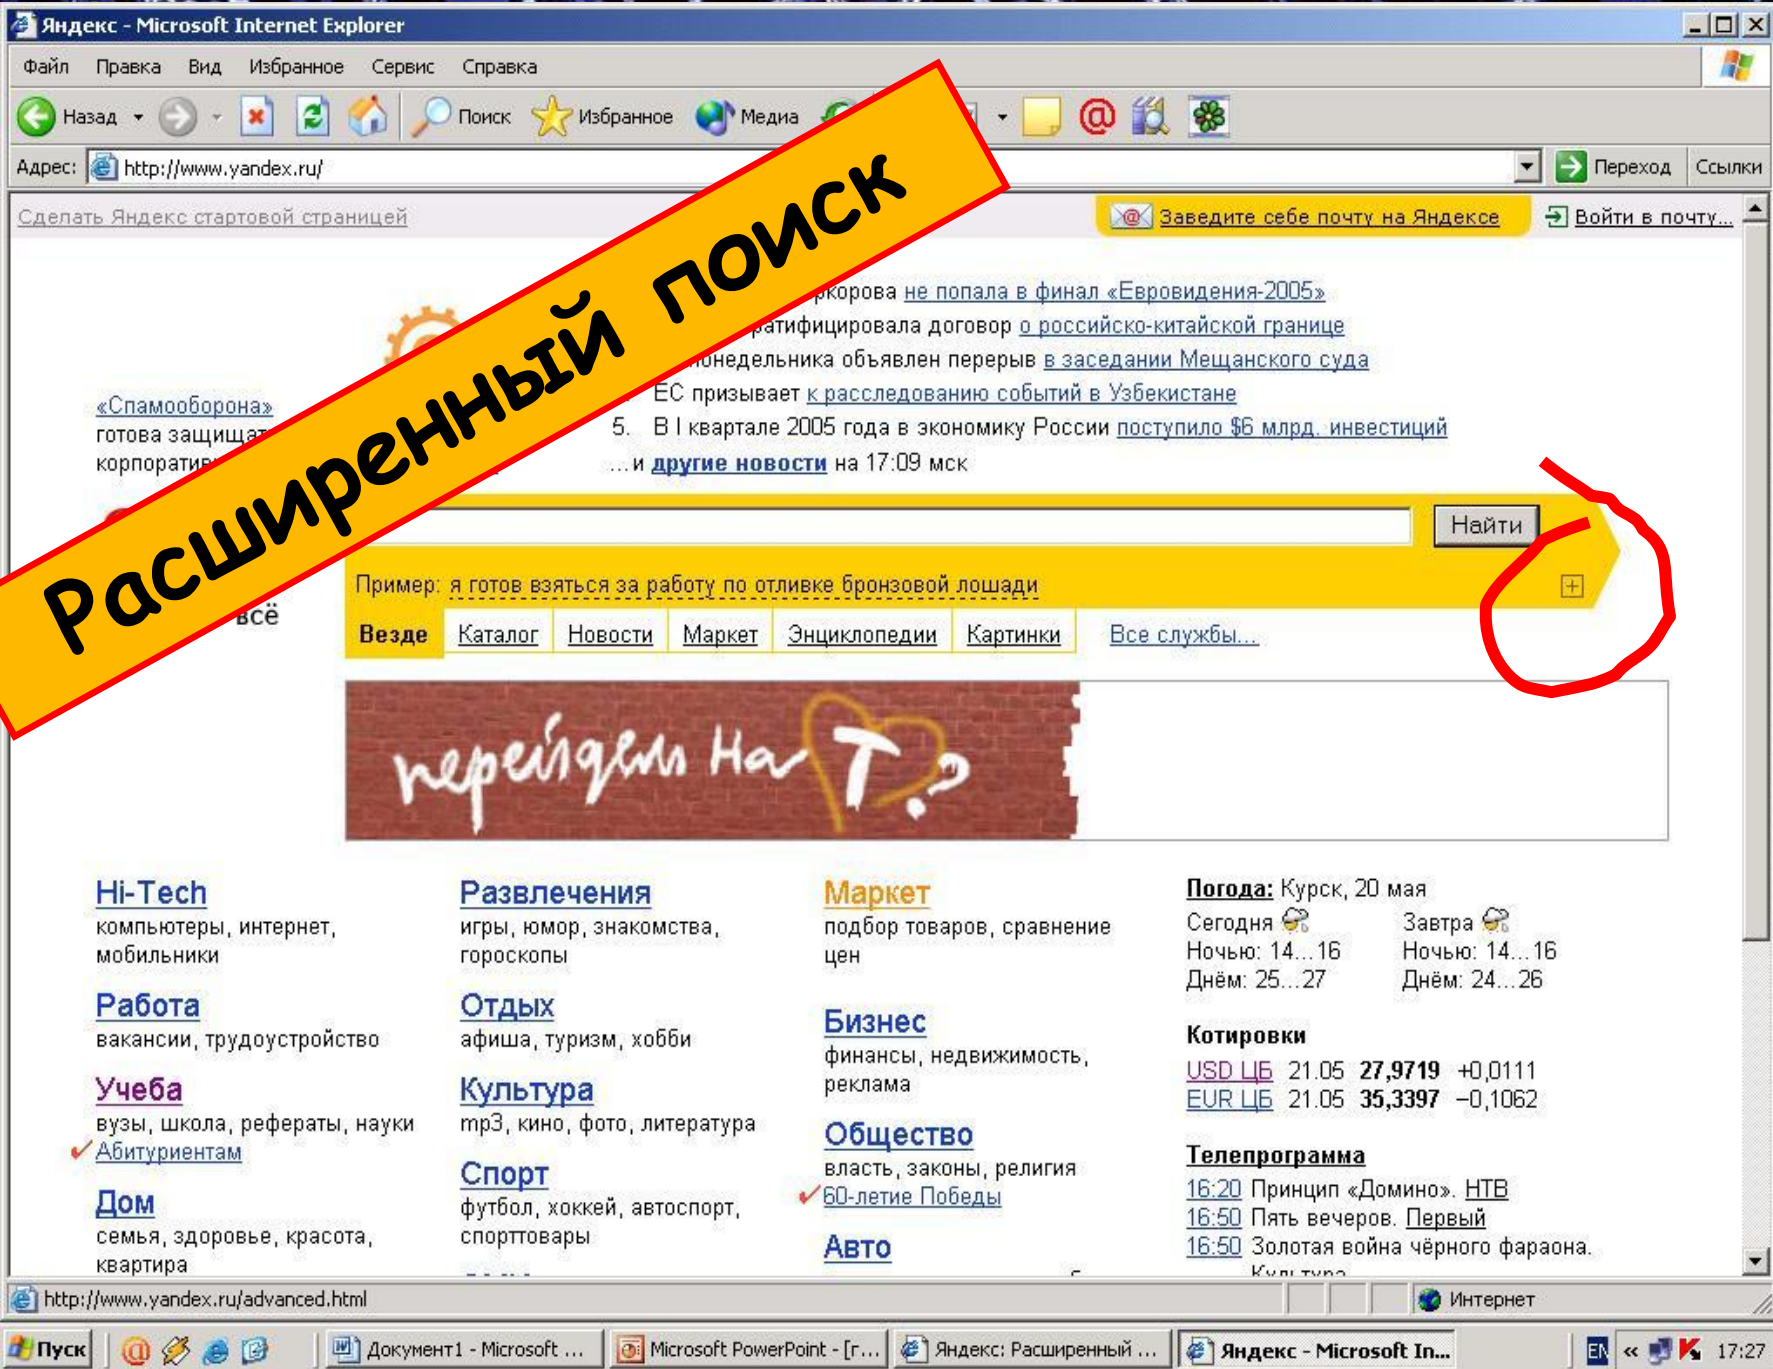 Яндекс - Microsoft Internet Explorer
Файл Правка Вид Избранное Сервис Справка
Назад Поиск Избранное Медиа
Адрес: http://www.yandex.ru/ Переход Ссылки
Расширенный поиск
Сделать Яндекс стартовой страницей Заведите себе почту на Яндексе Войти в почту...
не попала в финал «Евровидения-2005»
договор о российско-китайской границе
объявлен перерыв в заседании Мещанского суда
ЕС призывает к расследованию событий в Узбекистане
5. В I квартале 2005 года в экономику России поступило $6 млрд. инвестиций
...и другие новости на 17:09 мск
«Спамооборона»
готова
Найти
Пример: я готов взяться за работу по отливке бронзовой лошади
всё
Везде Каталог Новости Маркет Энциклопедии Картинки Все службы...
перейдем на Т?
Hi-Tech
компьютеры, интернет,
мобильники
Работа
вакансии, трудоустройство
Учеба
вузы, школа, рефераты, науки
Абитуриентам
Дом
семья, здоровье, красота,
квартира
Развлечения
игры, юмор, знакомства,
гороскопы
Отдых
афиша, туризм, хобби
Культура
mp3, кино, фото, литература
Спорт
футбол, хоккей, автоспорт,
спорттовары
Маркет
подбор товаров, сравнение
цен
Бизнес
финансы, недвижимость,
реклама
Общество
власть, законы, религия
60-летие Победы
Авто
Погода: Курск, 20 мая
Сегодня Завтра
Ночью: 14...16 Ночью: 14...16
Днём: 25...27 Днём: 24...26
Котировки
USD ЦБ 21.05 27,9719 +0,0111
EUR ЦБ 21.05 35,3397 −0,1062
Телепрограмма
16:20 Принцип «Домино». НТВ
16:50 Пять вечеров. Первый
16:50 Золотая война чёрного фараона.
Культура
http://www.yandex.ru/advanced.html Интернет
Пуск Документ1 - Microsoft ... Microsoft PowerPoint - [г... Яндекс: Расширенный ... Яндекс - Microsoft In... EN « 17:27